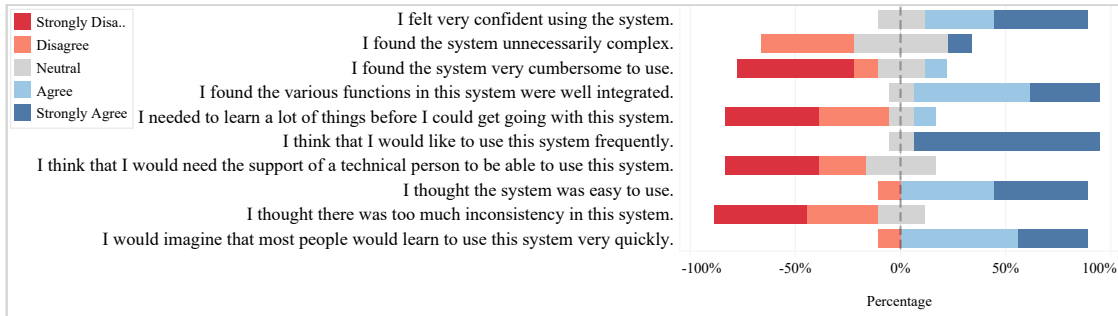 Strongly Disa..
Disagree
Neutral
Agree
Strongly Agree
I felt very confident using the system.
I found the system unnecessarily complex.
I found the system very cumbersome to use.
I found the various functions in this system were well integrated.
I needed to learn a lot of things before I could get going with this system.
I think that I would like to use this system frequently.
I think that I would need the support of a technical person to be able to use this system.
I thought the system was easy to use.
I thought there was too much inconsistency in this system.
I would imagine that most people would learn to use this system very quickly.
-100% -50% 0% 50% 100%
Percentage